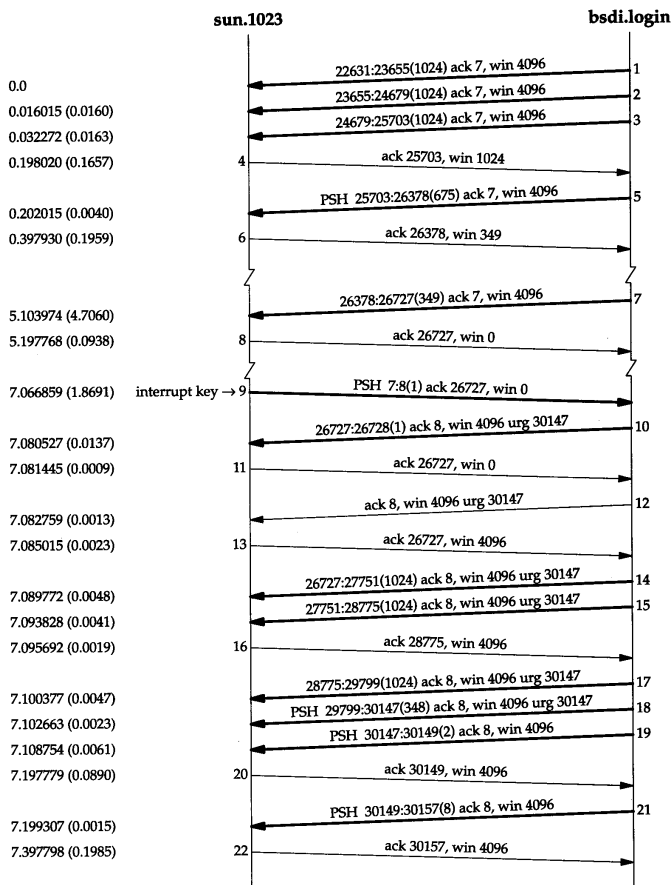 sun.1023 bsdi.login
22631:23655(1024) ack 7, win 4096 1
0.0
23655:24679(1024) ack 7, win 4096 2
0.016015 (0.0160)
24679:25703(1024) ack 7, win 4096 3
0.032272 (0.0163)
0.198020 (0.1657) 4 ack 25703, win 1024
PSH 25703:26378(675) ack 7, win 4096 5
0.202015 (0.0040)
0.397930 (0.1959) 6 ack 26378, win 349
26378:26727(349) ack 7, win 4096 7
5.103974 (4.7060)
5.197768 (0.0938) 8 ack 26727, win 0
7.066859 (1.8691) interrupt key → 9 PSH 7:8(1) ack 26727, win 0
26727:26728(1) ack 8, win 4096 urg 30147 10
7.080527 (0.0137)
7.081445 (0.0009) 11 ack 26727, win 0
ack 8, win 4096 urg 30147 12
7.082759 (0.0013)
7.085015 (0.0023) 13 ack 26727, win 4096
26727:27751(1024) ack 8, win 4096 urg 30147 14
7.089772 (0.0048)
27751:28775(1024) ack 8, win 4096 urg 30147 15
7.093828 (0.0041)
7.095692 (0.0019) 16 ack 28775, win 4096
28775:29799(1024) ack 8, win 4096 urg 30147 17
7.100377 (0.0047)
PSH 29799:30147(348) ack 8, win 4096 urg 30147 18
7.102663 (0.0023)
PSH 30147:30149(2) ack 8, win 4096 19
7.108754 (0.0061)
7.197779 (0.0890) 20 ack 30149, win 4096
PSH 30149:30157(8) ack 8, win 4096 21
7.199307 (0.0015)
7.397798 (0.1985) 22 ack 30157, win 4096